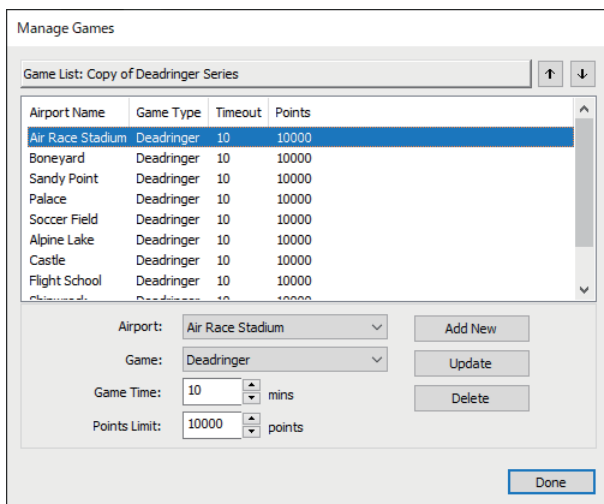 Manage Games
Game List: Copy of Deadringer Series
Airport Name Game Type Timeout Points
Air Race Stadium Deadringer 10 10000
Boneyard Deadringer 10 10000
Sandy Point Deadringer 10 10000
Palace Deadringer 10 10000
Soccer Field Deadringer 10 10000
Alpine Lake Deadringer 10 10000
Castle Deadringer 10 10000
Flight School Deadringer 10 10000
Airport: Air Race Stadium Add New
Game: Deadringer Update
Game Time: 10 mins Delete
Points Limit: 10000 points
Done